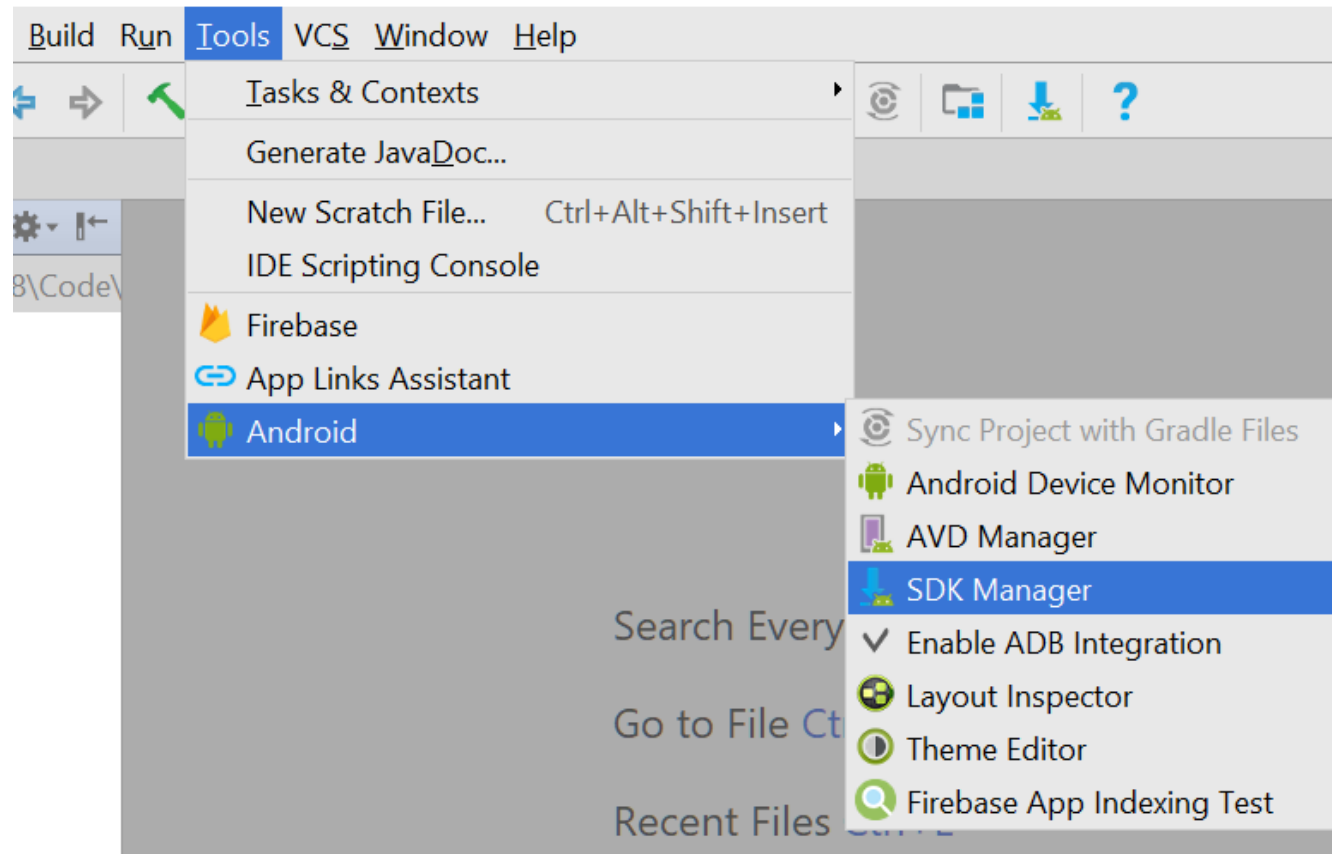 Build Run Tools VCS Window Help
Tasks & Contexts
Generate JavaDoc...
New Scratch File... Ctrl+Alt+Shift+Insert
IDE Scripting Console
8\Code\
Firebase
App Links Assistant
Android
Sync Project with Gradle Files
Android Device Monitor
AVD Manager
SDK Manager
Search Every
Enable ADB Integration
Layout Inspector
Go to File Ct
Theme Editor
Firebase App Indexing Test
Recent Files